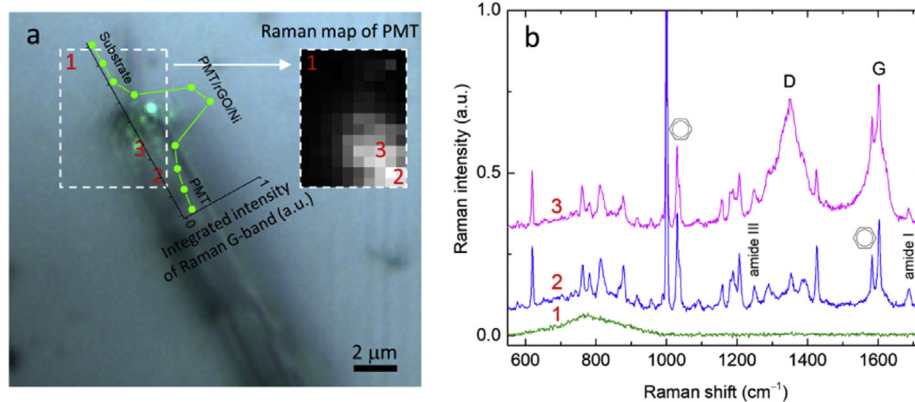 a
Raman map of PMT
1
Substrate
PMT/rGO/Ni
1
3
2
3
2
PMT
0
1
Integrated intensity
of Raman G-band (a.u.)
2 μm
b
1.0
0.5
0.0
Raman intensity (a.u.)
D
G
3
2
1
amide III
amide I
600
800
1000
1200
1400
1600
Raman shift (cm⁻¹)